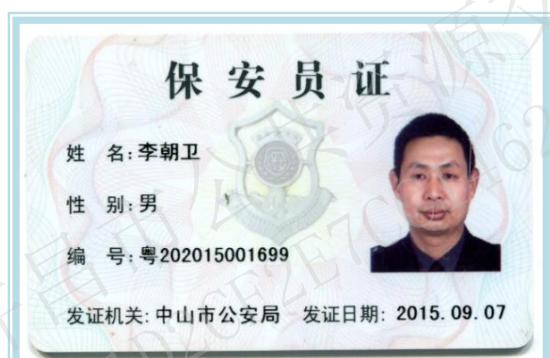 保安员证
姓 名:李朝卫
性 别:男
编 号:粤202015001699
发证机关:中山市公安局 发证日期: 2015.09.07